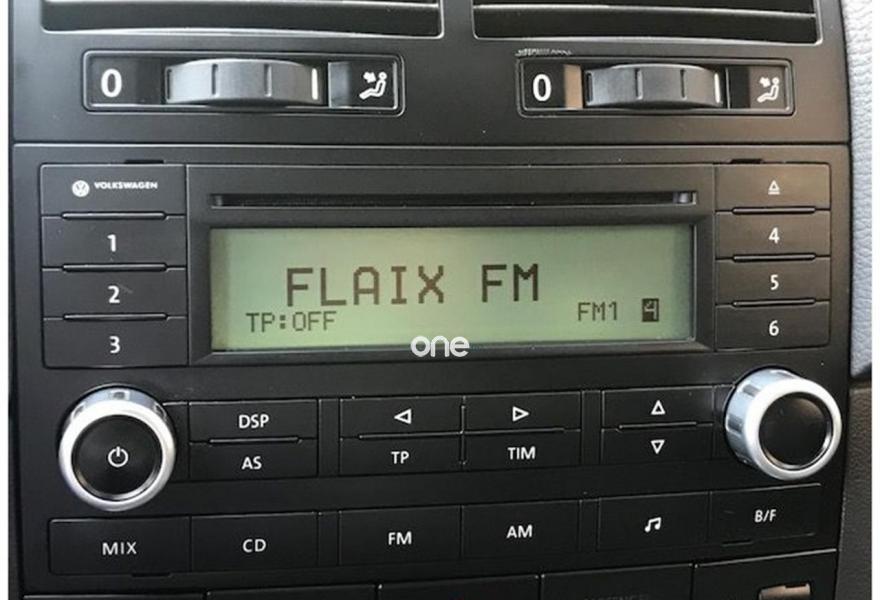 0 I
0 I
VOLKSWAGEN
1
2
3
4
5
6
FLAIX FM
TP:OFF FM1 4
one
DSP
AS
TP
TIM
MIX
CD
FM
AM
B/F